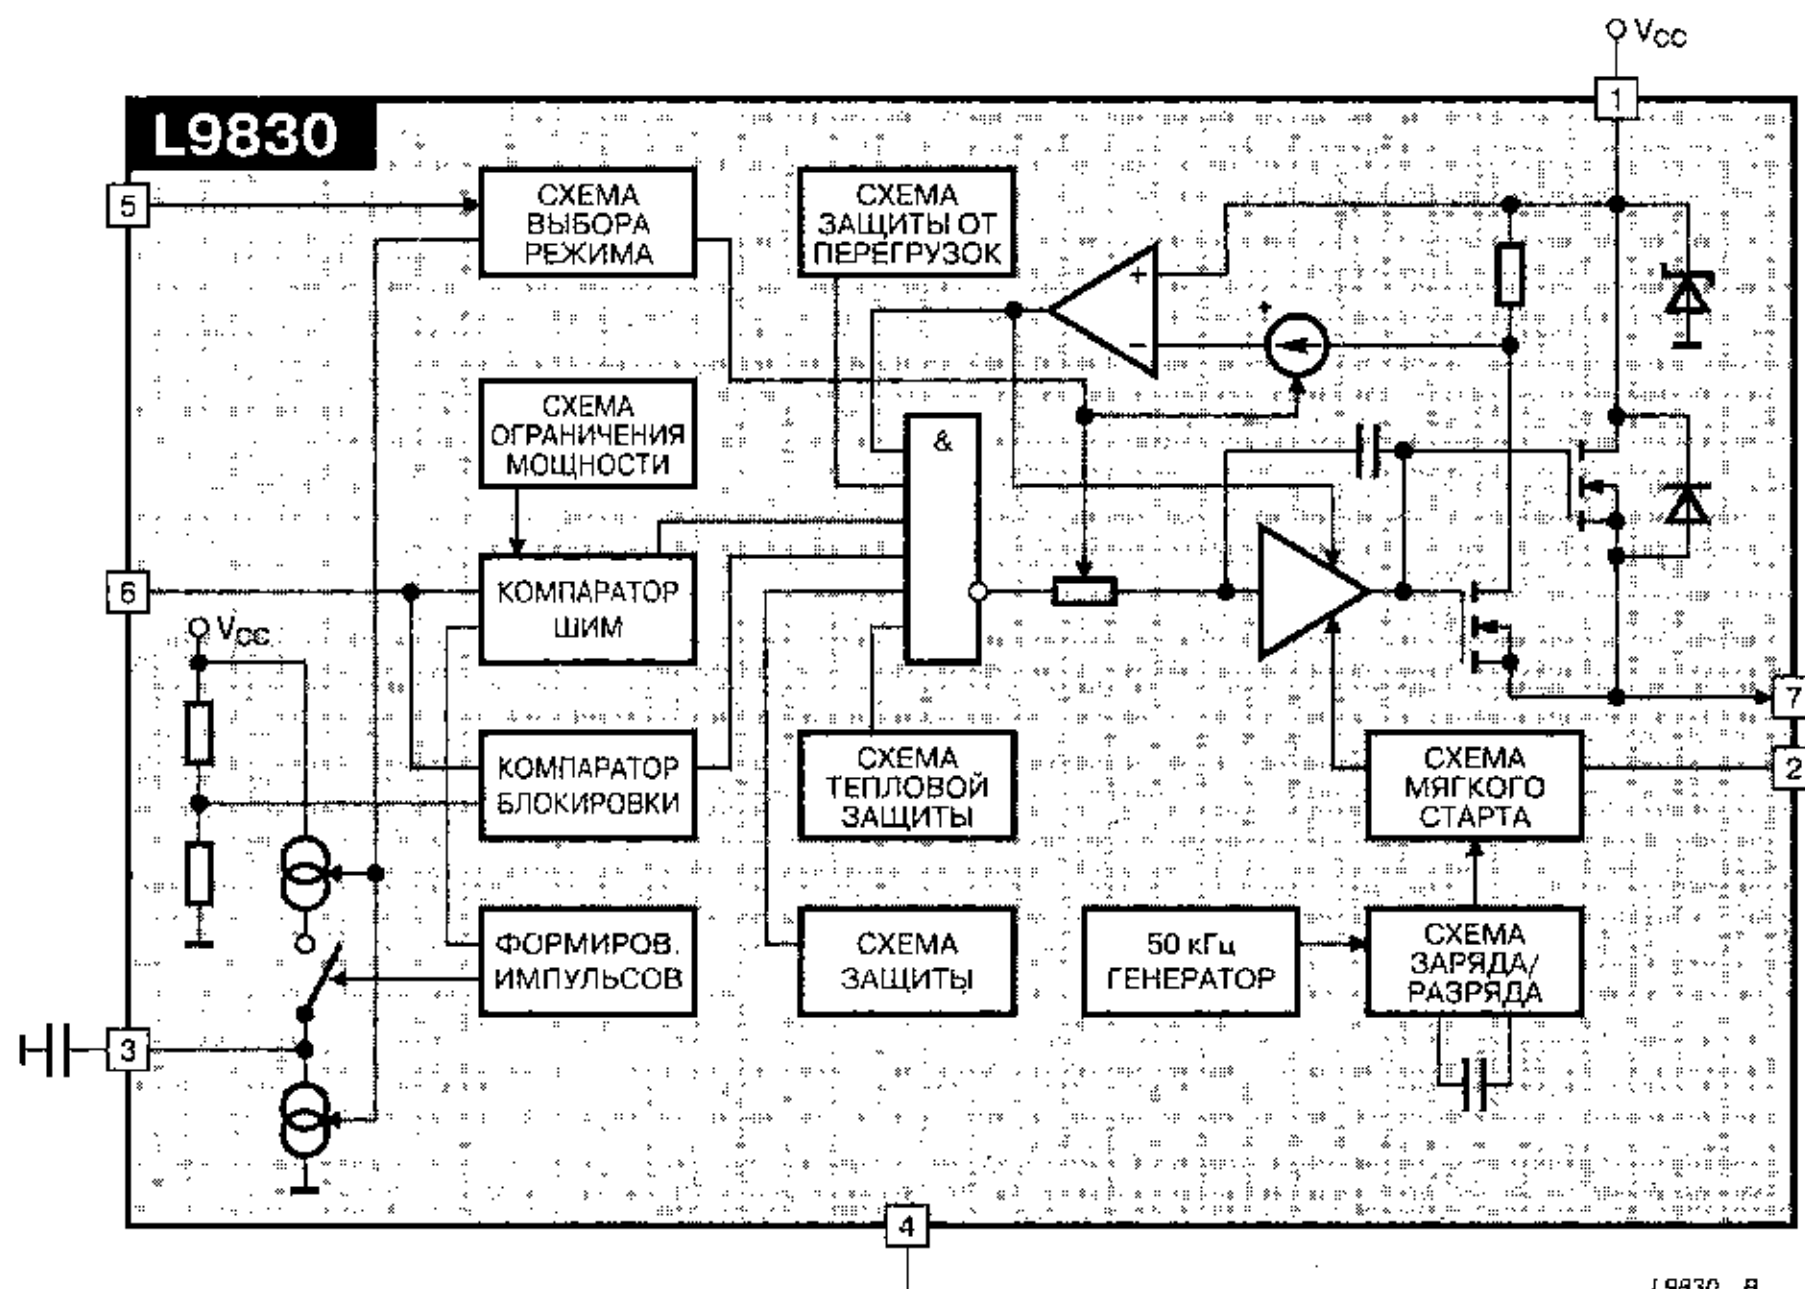 VCC
1
L9830
5
СХЕМА
ВЫБОРА
РЕЖИМА
СХЕМА
ЗАЩИТЫ ОТ
ПЕРЕГРУЗОК
+
+
−
СХЕМА
ОГРАНИЧЕНИЯ
МОЩНОСТИ
&
6
КОМПАРАТОР
ШИМ
VCC
7
КОМПАРАТОР
БЛОКИРОВКИ
СХЕМА
ТЕПЛОВОЙ
ЗАЩИТЫ
СХЕМА
МЯГКОГО
СТАРТА
2
ФОРМИРОВ.
ИМПУЛЬСОВ
СХЕМА
ЗАЩИТЫ
50 кГц
ГЕНЕРАТОР
СХЕМА
ЗАРЯДА/
РАЗРЯДА
3
4